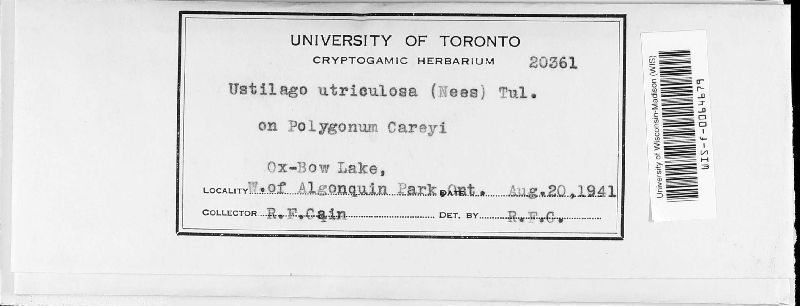 UNIVERSITY OF TORONTO
CRYPTOGAMIC HERBARIUM 20361
Ustilago utriculosa (Nees) Tul.
on Polygonum Careyi
Ox-Bow Lake,
LOCALITY W.of Algonquin Park,Ont. DATE Aug.20,1941
COLLECTOR R.F.Cain DET. BY R.F.C.
University of Wisconsin-Madison (WIS)
WIS-f-0064679